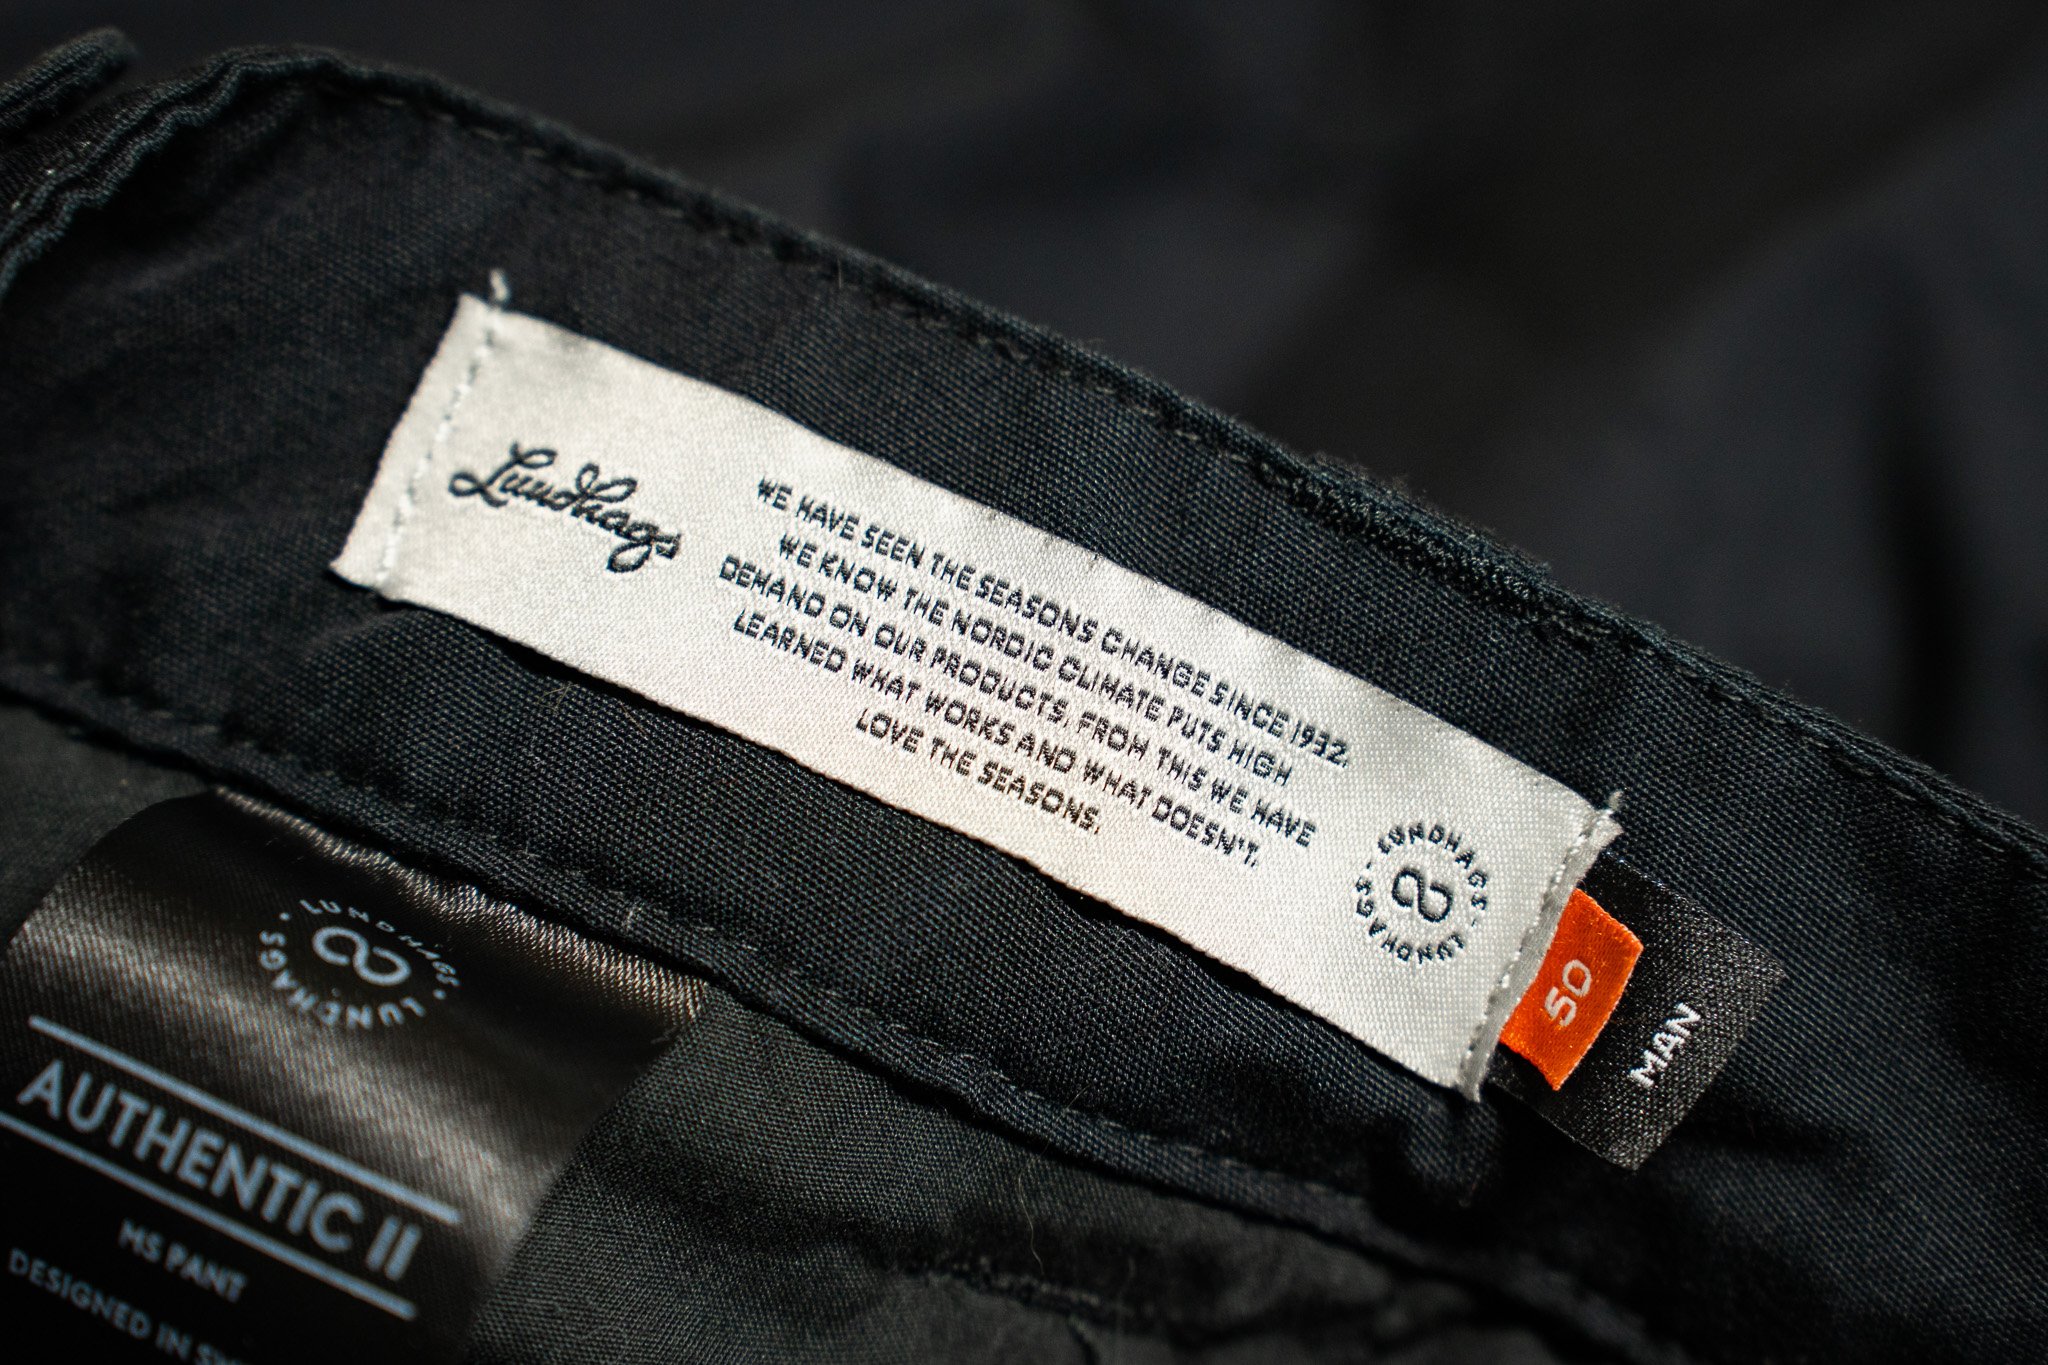 Lundhags
WE HAVE SEEN THE SEASONS CHANGE SINCE 1932.
WE KNOW THE NORDIC CLIMATE PUTS HIGH
DEMAND ON OUR PRODUCTS. FROM THIS WE HAVE
LEARNED WHAT WORKS AND WHAT DOESN'T.
LOVE THE SEASONS.
LUNDHAGS · LUNDHAGS ·
50
MAN
LUNDHAGS · LUNDHAGS ·
AUTHENTIC II
MS PANT
DESIGNED IN